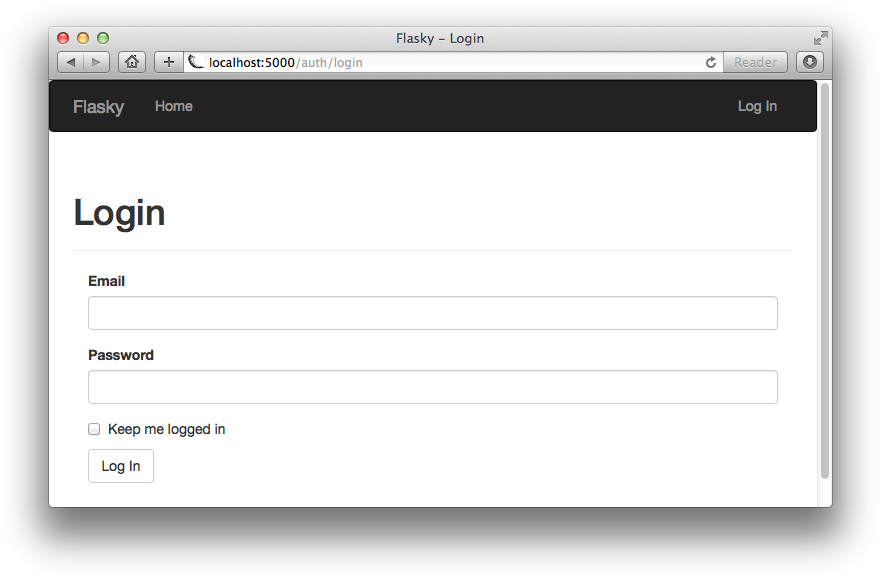 Flasky – Login
localhost:5000/auth/login
Reader
Flasky Home Log In
Login
Email
Password
Keep me logged in
Log In